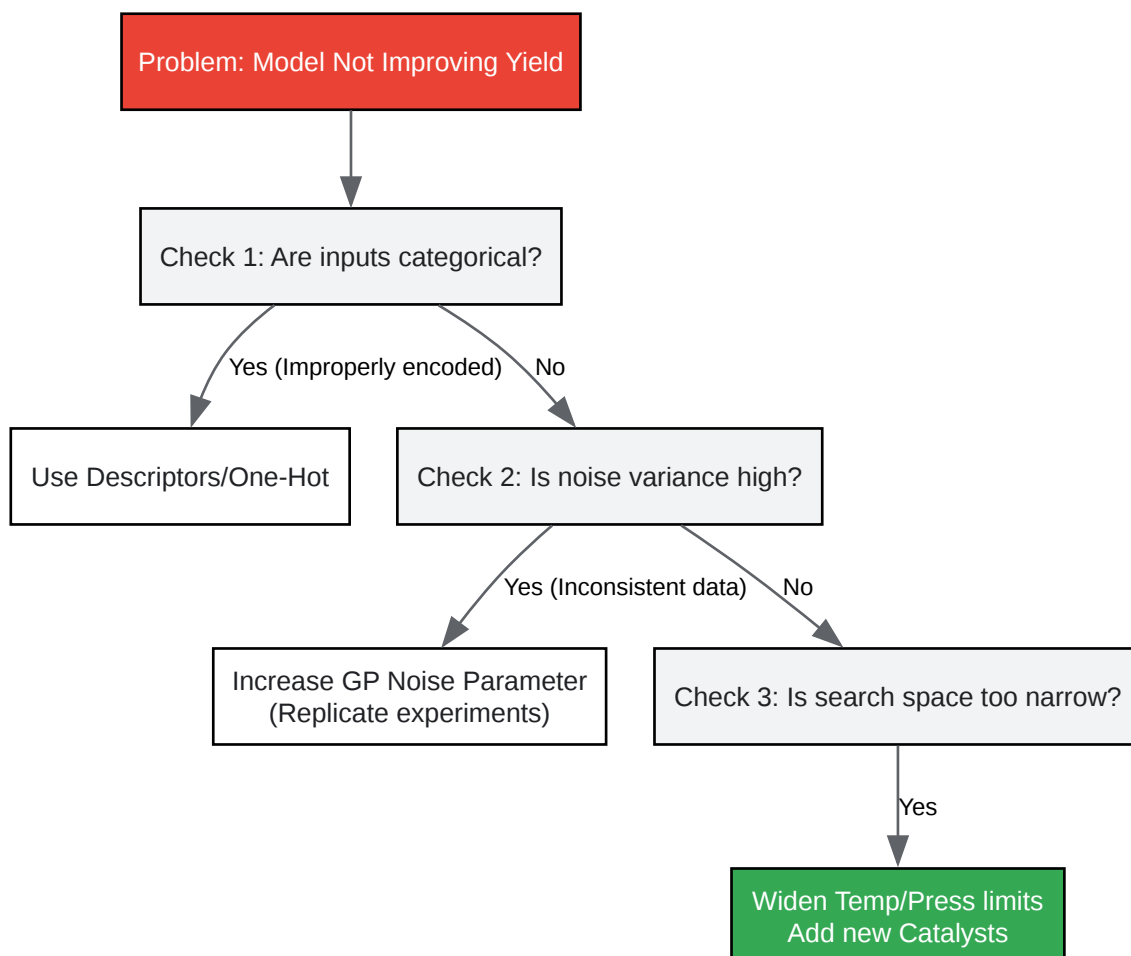 Problem: Model Not Improving Yield
Check 1: Are inputs categorical?
Yes (Improperly encoded)
No
Use Descriptors/One-Hot
Check 2: Is noise variance high?
Yes (Inconsistent data)
No
Increase GP Noise Parameter
(Replicate experiments)
Check 3: Is search space too narrow?
Yes
Widen Temp/Press limits
Add new Catalysts